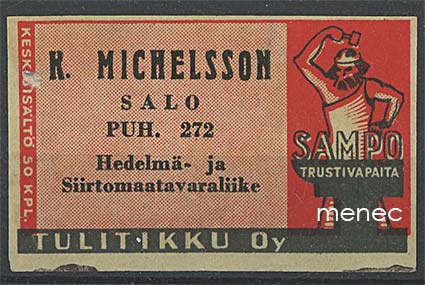 KESKISISÄLTÖ 50 KPL.
K. MICHELSSON
SALO
PUH. 272
Hedelmä- ja
Siirtomaatavaraliike
SAMPO
TRUSTIVAPAITA
menec
TULITIKKU Oy